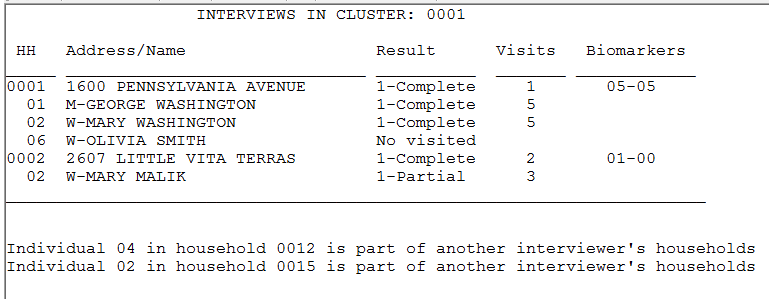 INTERVIEWS IN CLUSTER: 0001
HH Address/Name Result Visits Biomarkers
0001 1600 PENNSYLVANIA AVENUE 1-Complete 1 05-05
01 M-GEORGE WASHINGTON 1-Complete 5
02 W-MARY WASHINGTON 1-Complete 5
06 W-OLIVIA SMITH No visited
0002 2607 LITTLE VITA TERRAS 1-Complete 2 01-00
02 W-MARY MALIK 1-Partial 3
Individual 04 in household 0012 is part of another interviewer's households
Individual 02 in household 0015 is part of another interviewer's households